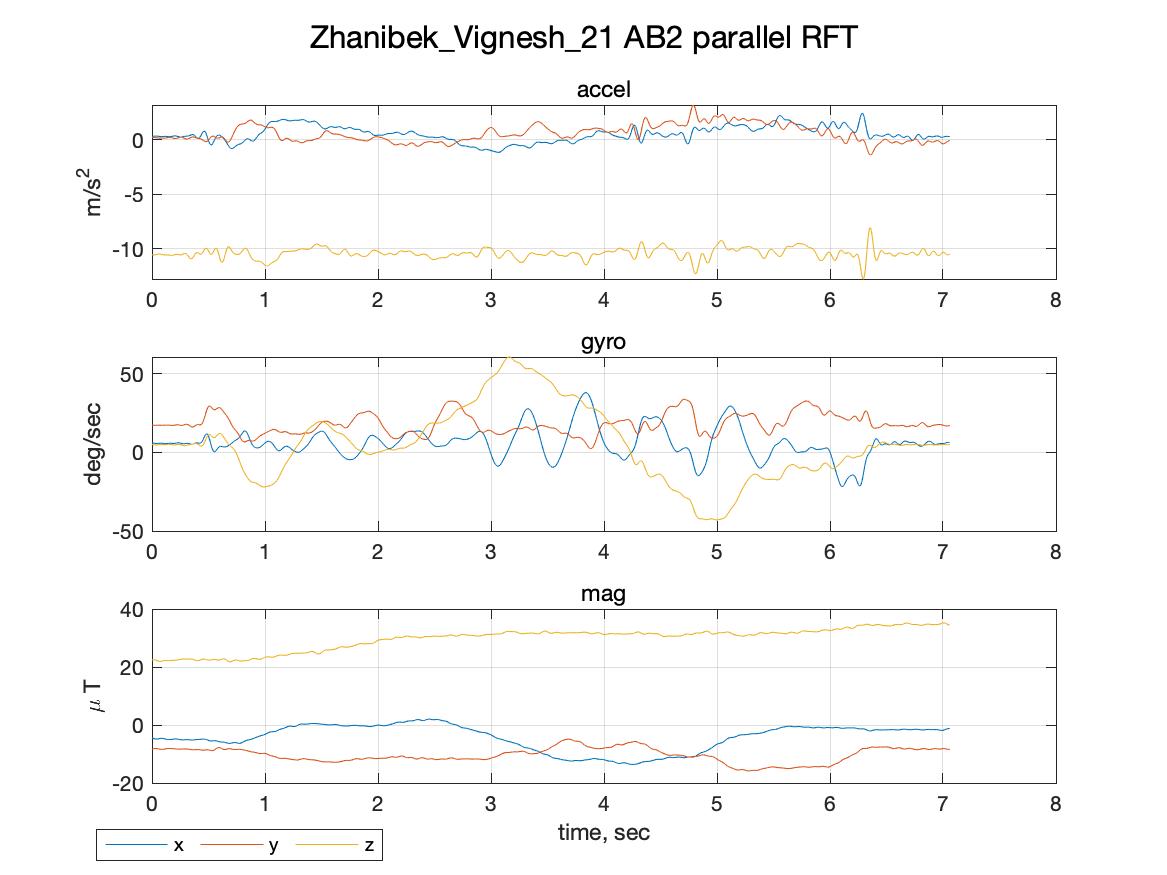 Zhanibek_Vignesh_21 AB2 parallel RFT
accel
m/s²
0
-5
-10
0 1 2 3 4 5 6 7 8
gyro
deg/sec
50
0
-50
0 1 2 3 4 5 6 7 8
mag
μ T
40
20
0
-20
0 1 2 3 4 5 6 7 8
time, sec
x y z